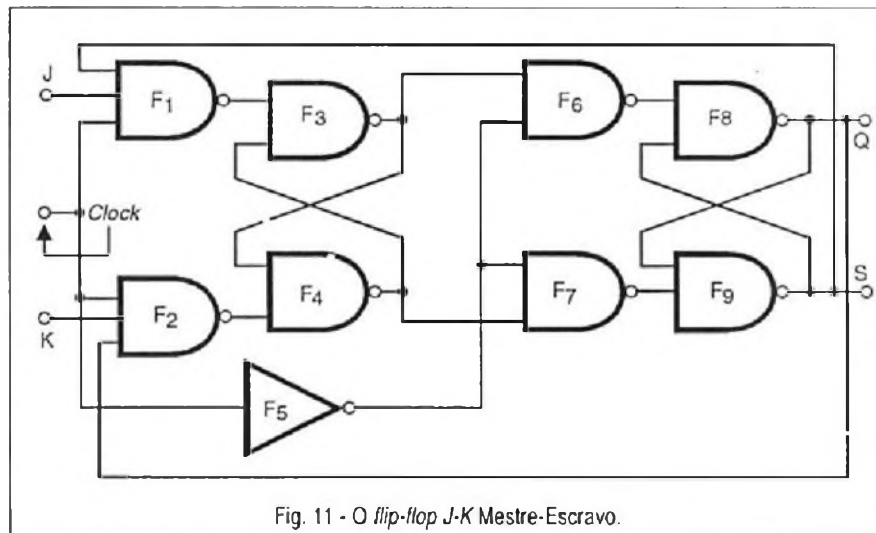 J
F1
F3
F6
F8
Q
Clock
F2
F4
F7
F9
S
K
F5
Fig. 11 - O flip-flop J-K Mestre-Escravo.